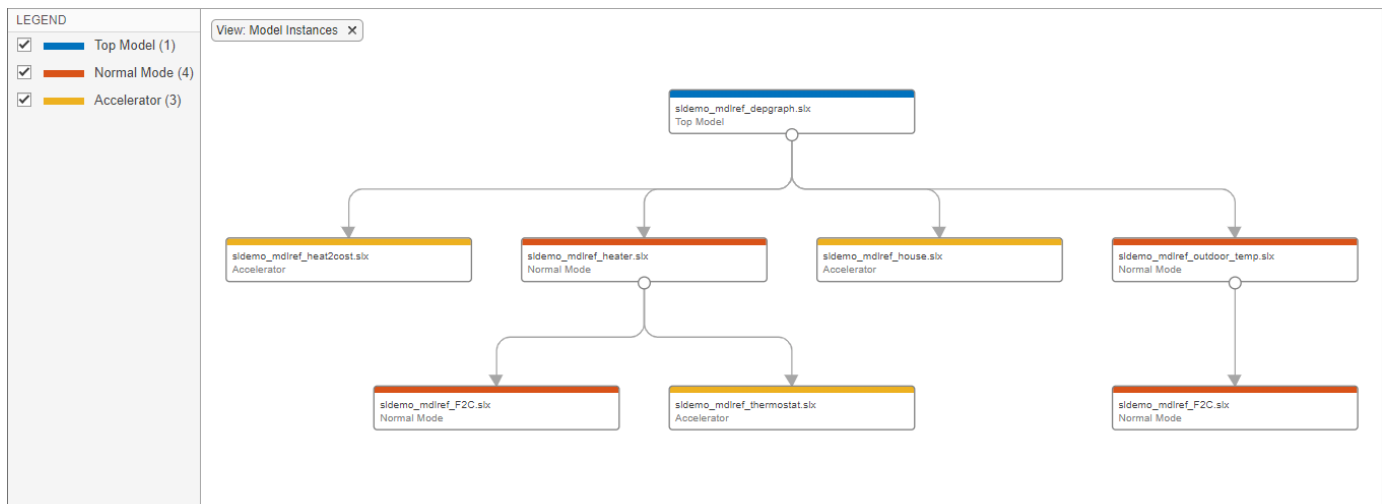 LEGEND
Top Model (1)
Normal Mode (4)
Accelerator (3)
View: Model Instances
sldemo_mdlref_depgraph.slx
Top Model
sldemo_mdlref_heat2cost.slx
Accelerator
sldemo_mdlref_heater.slx
Normal Mode
sldemo_mdlref_house.slx
Accelerator
sldemo_mdlref_outdoor_temp.slx
Normal Mode
sldemo_mdlref_F2C.slx
Normal Mode
sldemo_mdlref_thermostat.slx
Accelerator
sldemo_mdlref_F2C.slx
Normal Mode